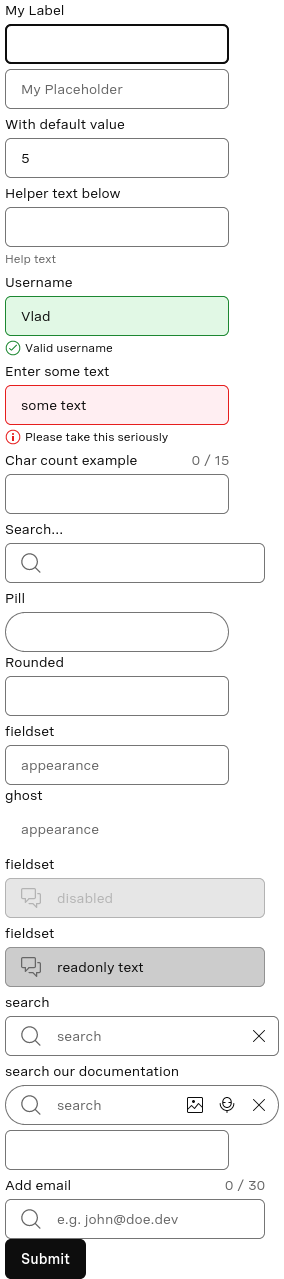 My Label
My Placeholder
With default value
5
Helper text below
Help text
Username
Vlad
Valid username
Enter some text
some text
Please take this seriously
Char count example 0 / 15
Search...
Pill
Rounded
fieldset
appearance
ghost
appearance
fieldset
disabled
fieldset
readonly text
search
search
search our documentation
search
Add email 0 / 30
e.g. john@doe.dev
Submit